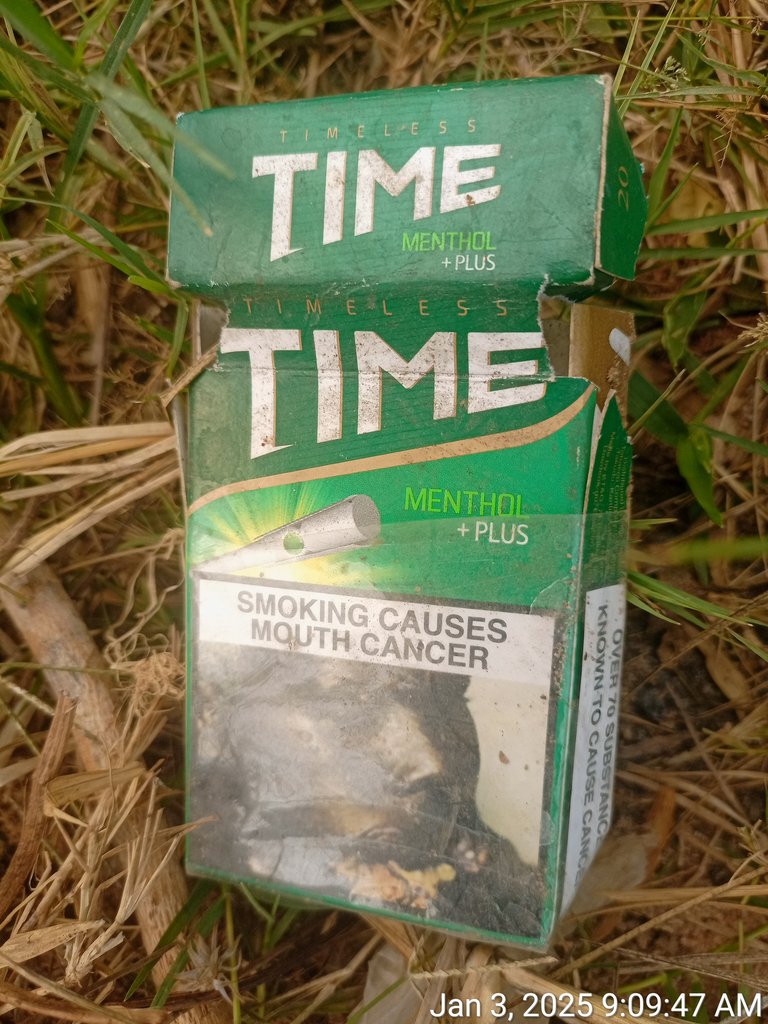 TIMELESS
TIME
MENTHOL
+ PLUS
20
TIMELESS
TIME
MENTHOL
+ PLUS
SMOKING CAUSES
MOUTH CANCER
OVER 70 SUBSTANC
KNOWN TO CAUSE CANCE
Jan 3, 2025 9:09:47 AM